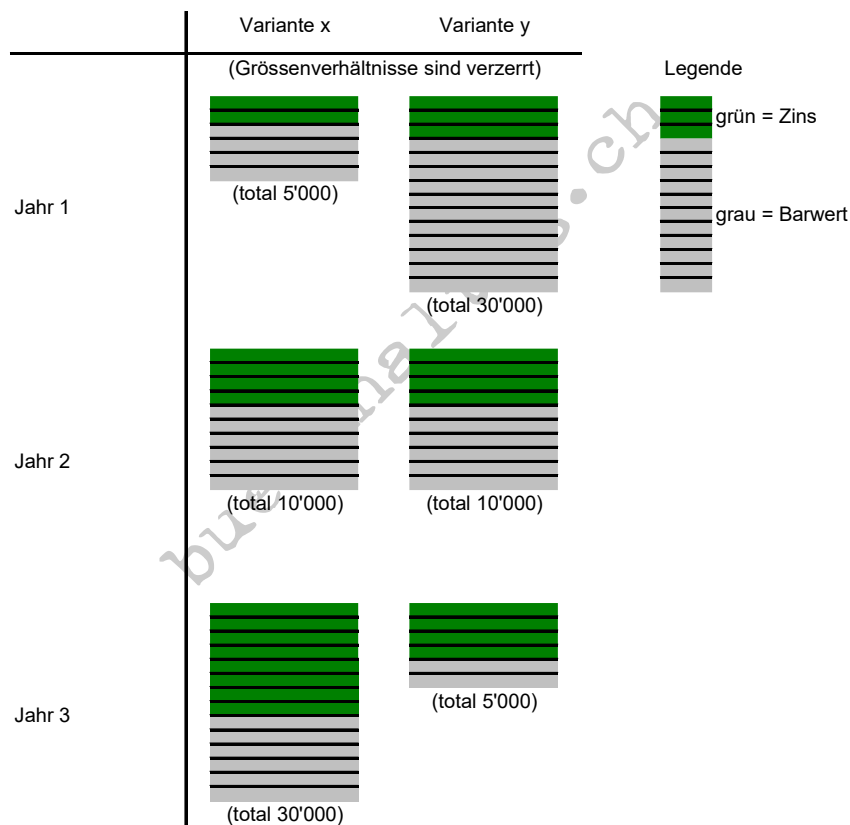 Variante x Variante y
(Grössenverhältnisse sind verzerrt) Legende
grün = Zins
(total 5'000)
Jahr 1
grau = Barwert
(total 30'000)
Jahr 2
(total 10'000) (total 10'000)
(total 5'000)
Jahr 3
(total 30'000)